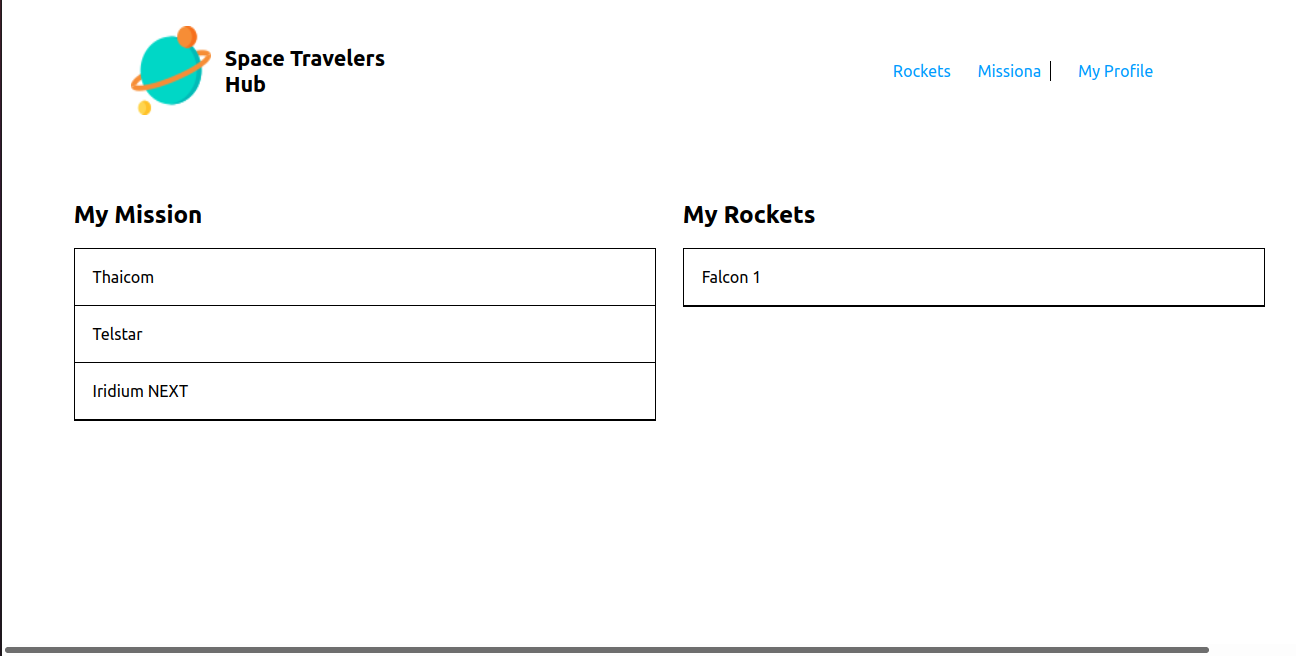 Space Travelers
Hub
Rockets
Missiona
My Profile
My Mission
Thaicom
Telstar
Iridium NEXT
My Rockets
Falcon 1